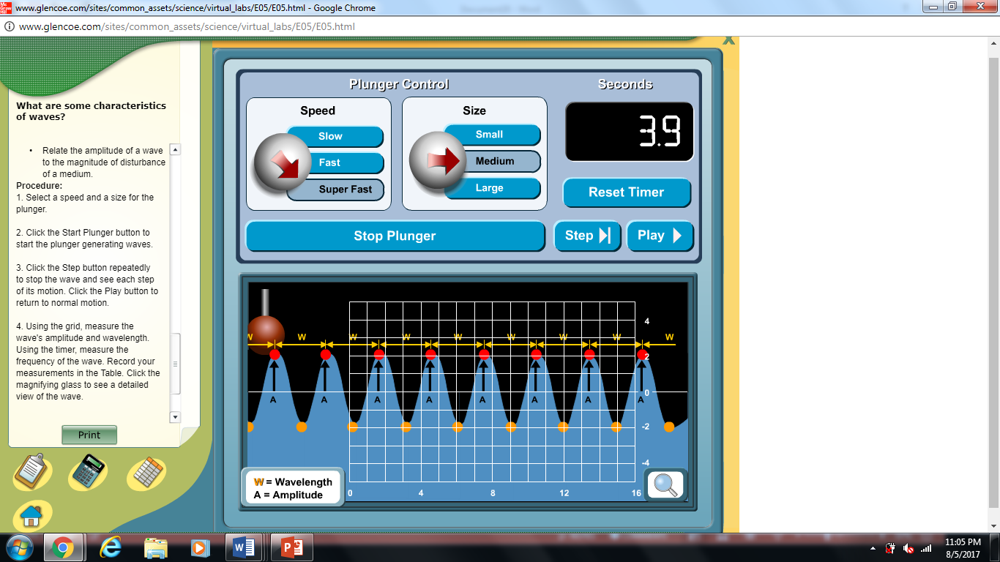 Mc
Graw
Hill
www.glencoe.com/sites/common_assets/science/virtual_labs/E05/E05.html - Google Chrome
www.glencoe.com/sites/common_assets/science/virtual_labs/E05/E05.html
X
What are some characteristics
of waves?
• Relate the amplitude of a wave
to the magnitude of disturbance
of a medium.
Procedure:
1. Select a speed and a size for the
plunger.
2. Click the Start Plunger button to
start the plunger generating waves.
3. Click the Step button repeatedly
to stop the wave and see each step
of its motion. Click the Play button to
return to normal motion.
4. Using the grid, measure the
wave's amplitude and wavelength.
Using the timer, measure the
frequency of the wave. Record your
measurements in the Table. Click the
magnifying glass to see a detailed
view of the wave.
Print
Plunger Control
Seconds
Speed
Slow
Fast
Super Fast
Size
Small
Medium
Large
3.9
Reset Timer
Stop Plunger
Step
Play
W W W W W W W W W
A A A A A A A A
4
2
0
-2
-4
0 4 8 12 16
W = Wavelength
A = Amplitude
11:05 PM
8/5/2017